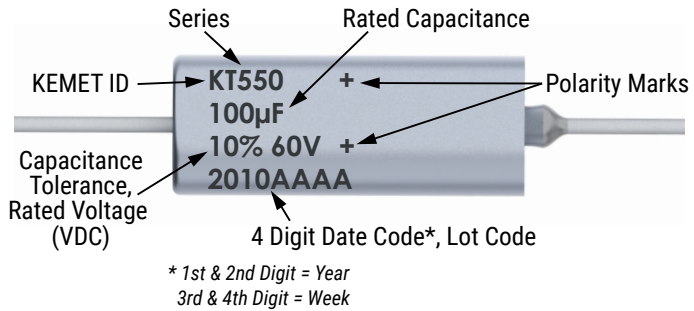 Series
Rated Capacitance
KEMET ID
KT550 +
Polarity Marks
100µF
10% 60V +
2010AAAA
Capacitance
Tolerance,
Rated Voltage
(VDC)
4 Digit Date Code*, Lot Code
* 1st & 2nd Digit = Year
3rd & 4th Digit = Week